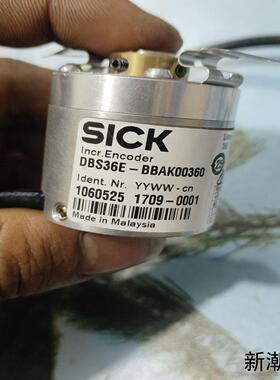 SICK
Incr.Encoder
DBS36E-BBAK00360
Ident. Nr. YYWW-cn
1060525 1709-0001
Made in Malaysia
新潮